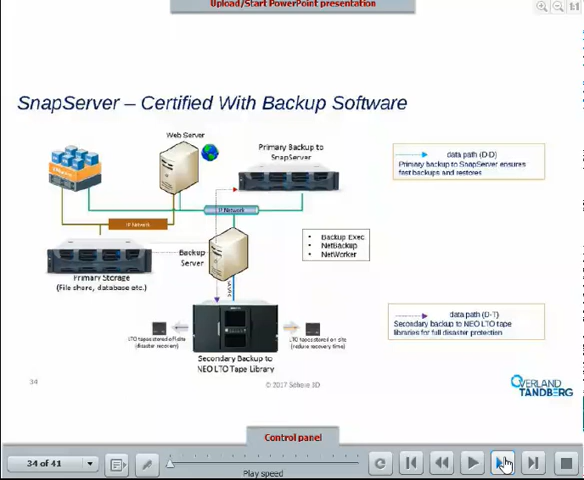 Upload/Start PowerPoint presentation
SnapServer – Certified With Backup Software
Web Server
Primary Backup to
SnapServer
data path (D-D)
Primary backup to SnapServer ensures
fast backups and restores
IP Network
IP Network
Backup Exec
NetBackup
NetWorker
Backup
Server
Primary Storage
(File share, database etc.)
data path (D-T)
Secondary backup to NEO LTO tape
libraries for full disaster protection
LTO tapes stored off-site
(disaster recovery)
LTO tapes stored on site
(reduce recovery time)
Secondary Backup to
NEO LTO Tape Library
34
© 2017 Sphere 3D
OVERLAND
TANDBERG
Control panel
34 of 41
Play speed
1:1